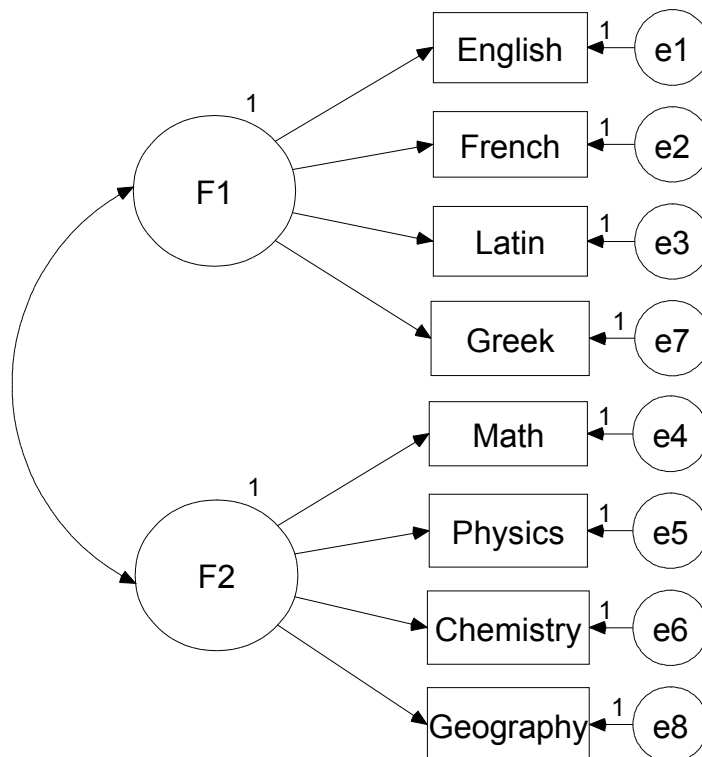 1 English 1 e1
French 1 e2
F1
Latin 1 e3
Greek 1 e7
1 Math 1 e4
Physics 1 e5
F2
Chemistry 1 e6
Geography 1 e8